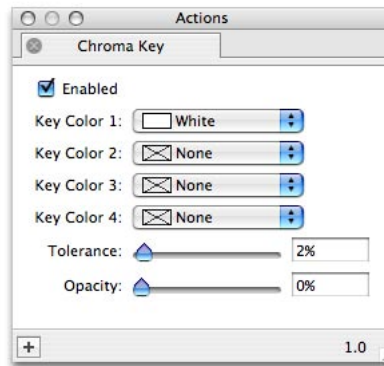 Actions
Chroma Key
Enabled
Key Color 1: White
Key Color 2: None
Key Color 3: None
Key Color 4: None
Tolerance: 2%
Opacity: 0%
1.0